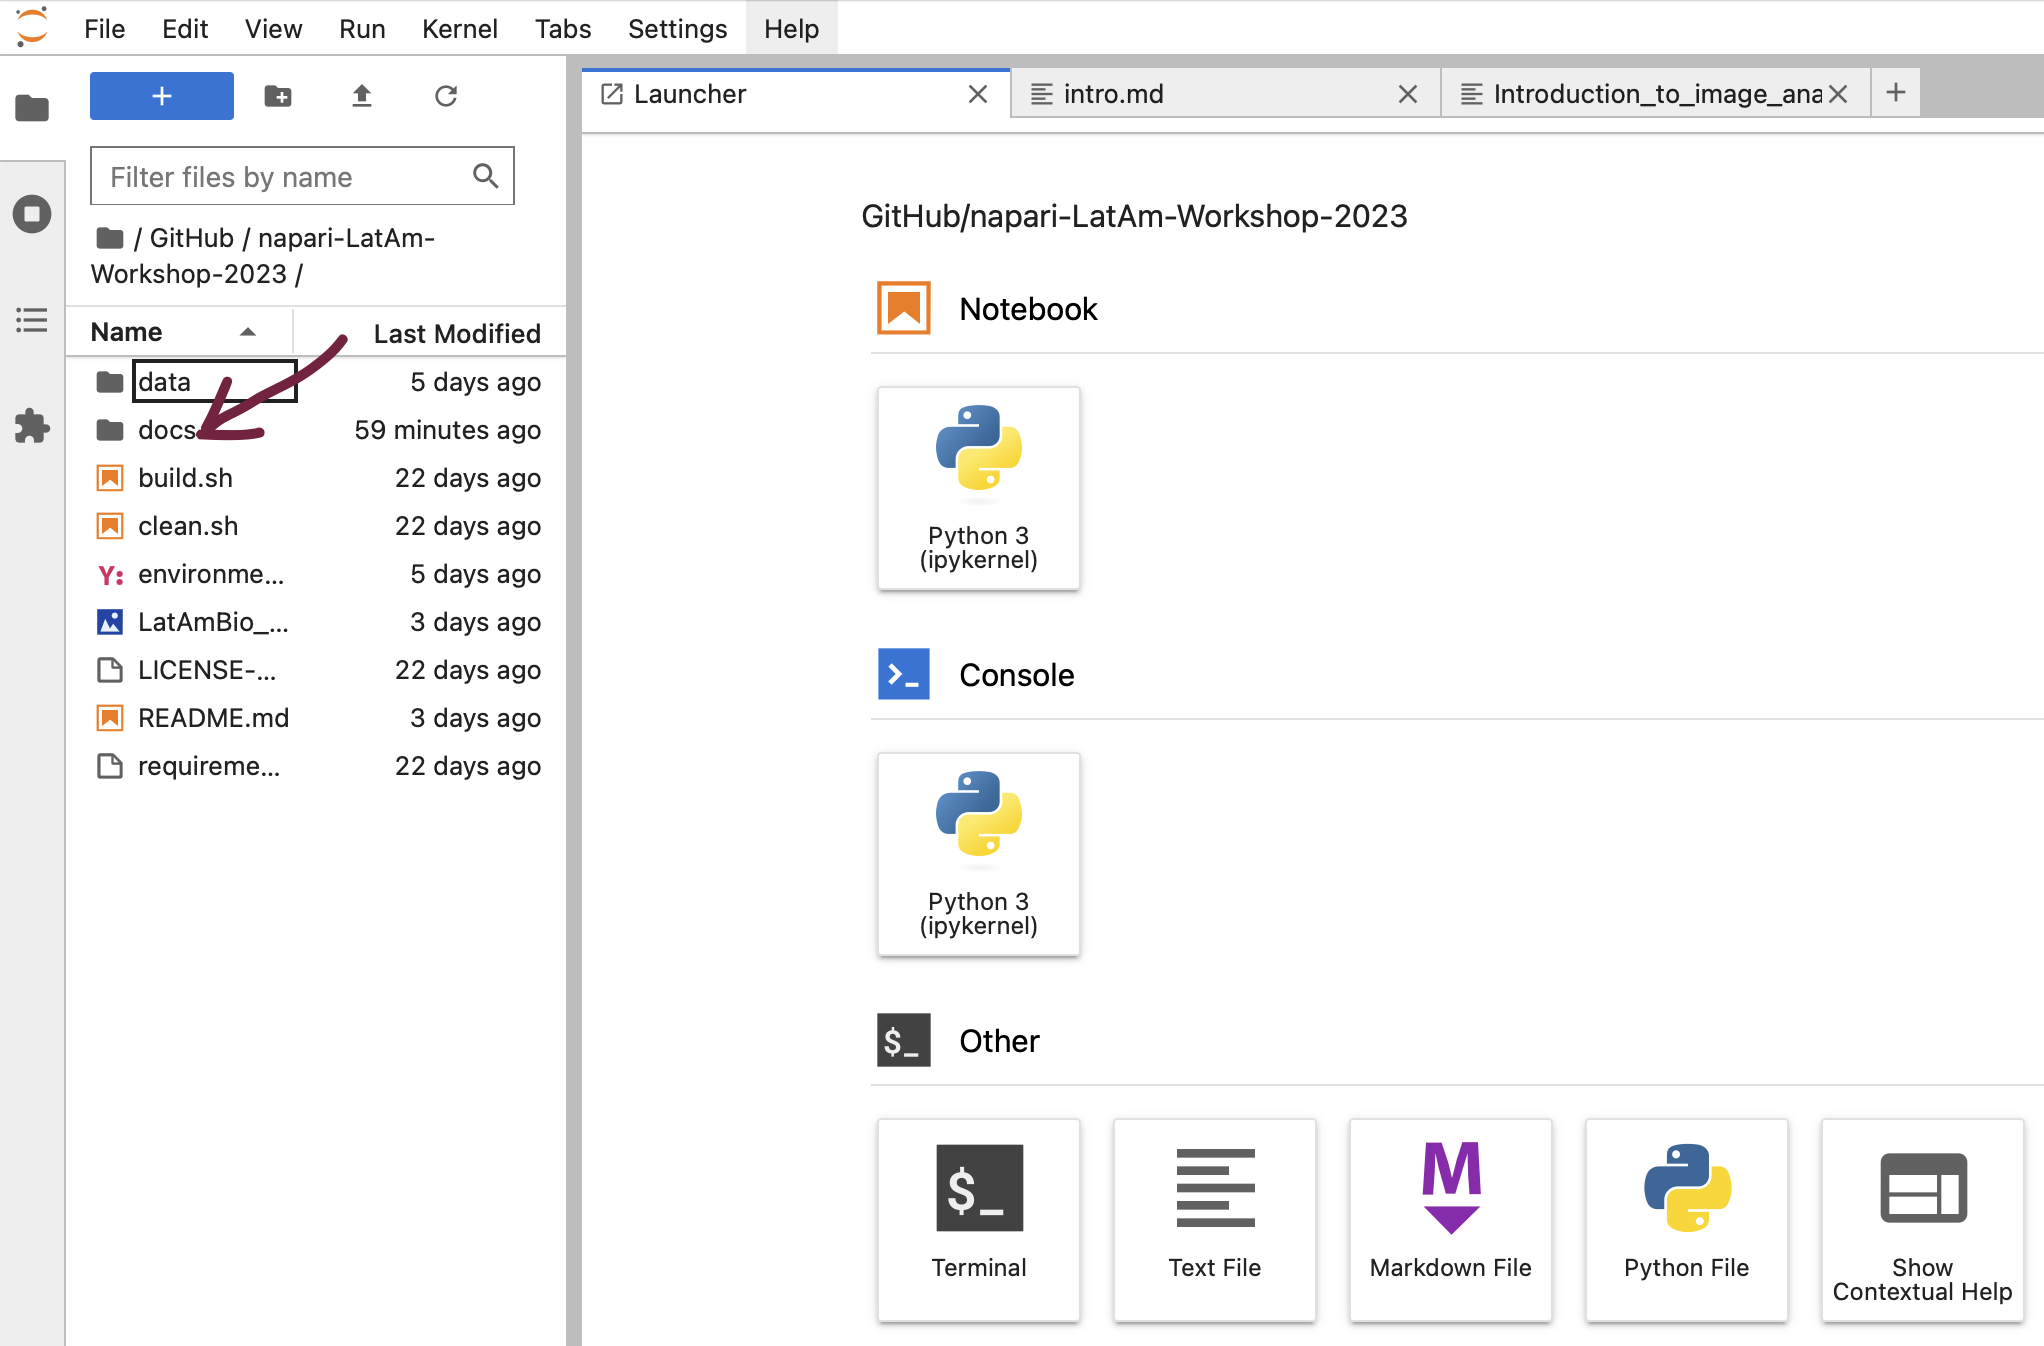 File Edit View Run Kernel Tabs Settings Help
+
Filter files by name
/ GitHub / napari-LatAm-
Workshop-2023 /
Name Last Modified
data 5 days ago
docs 59 minutes ago
build.sh 22 days ago
clean.sh 22 days ago
Y: environme... 5 days ago
LatAmBio_... 3 days ago
LICENSE-... 22 days ago
README.md 3 days ago
requireme... 22 days ago
Launcher intro.md Introduction_to_image_ana +
GitHub/napari-LatAm-Workshop-2023
Notebook
Python 3
(ipykernel)
>_ Console
Python 3
(ipykernel)
$_ Other
$_
Terminal
Text File
M
Markdown File
Python File
Show
Contextual Help